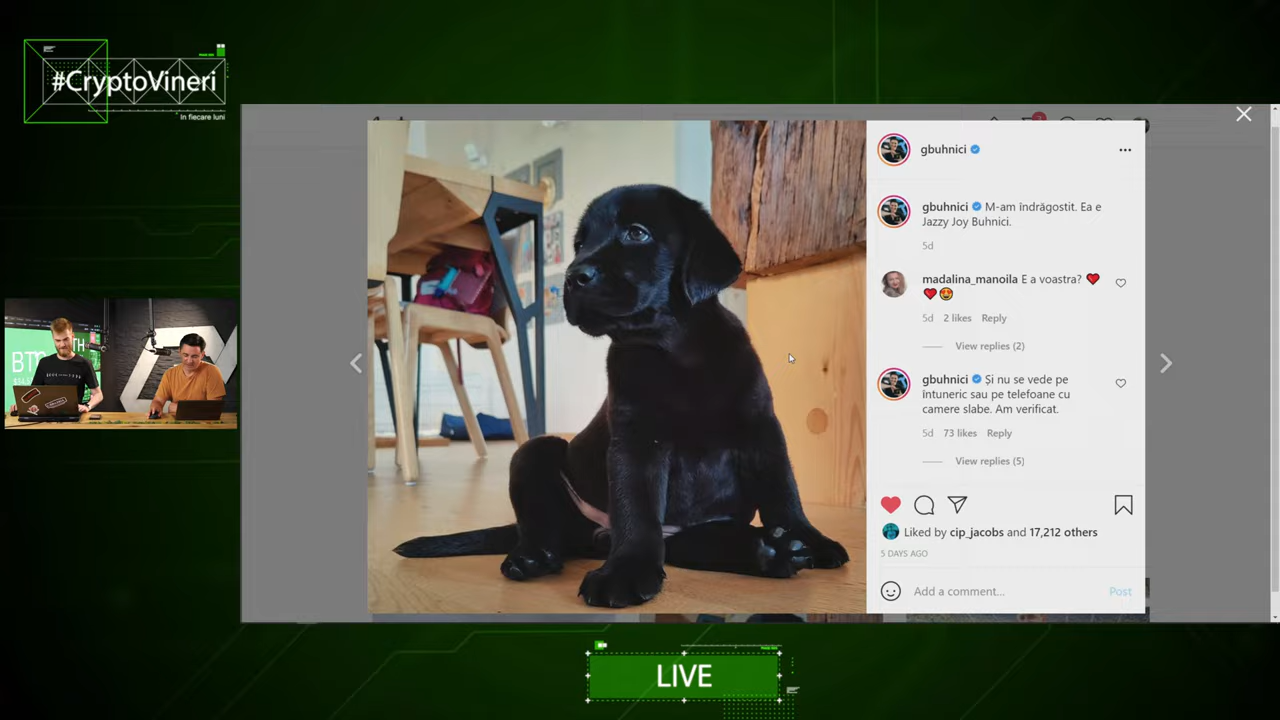 #CryptoVineri
în fiecare luni
gbuhnici
gbuhnici M-am îndrăgostit. Ea e
Jazzy Joy Buhnici.
5d
madalina_manoila E a voastra? ❤️
❤️😍
5d 2 likes Reply
View replies (2)
gbuhnici Și nu se vede pe
întuneric sau pe telefoane cu
camere slabe. Am verificat.
5d 73 likes Reply
View replies (5)
Liked by cip_jacobs and 17,212 others
5 DAYS AGO
Add a comment...
Post
LIVE